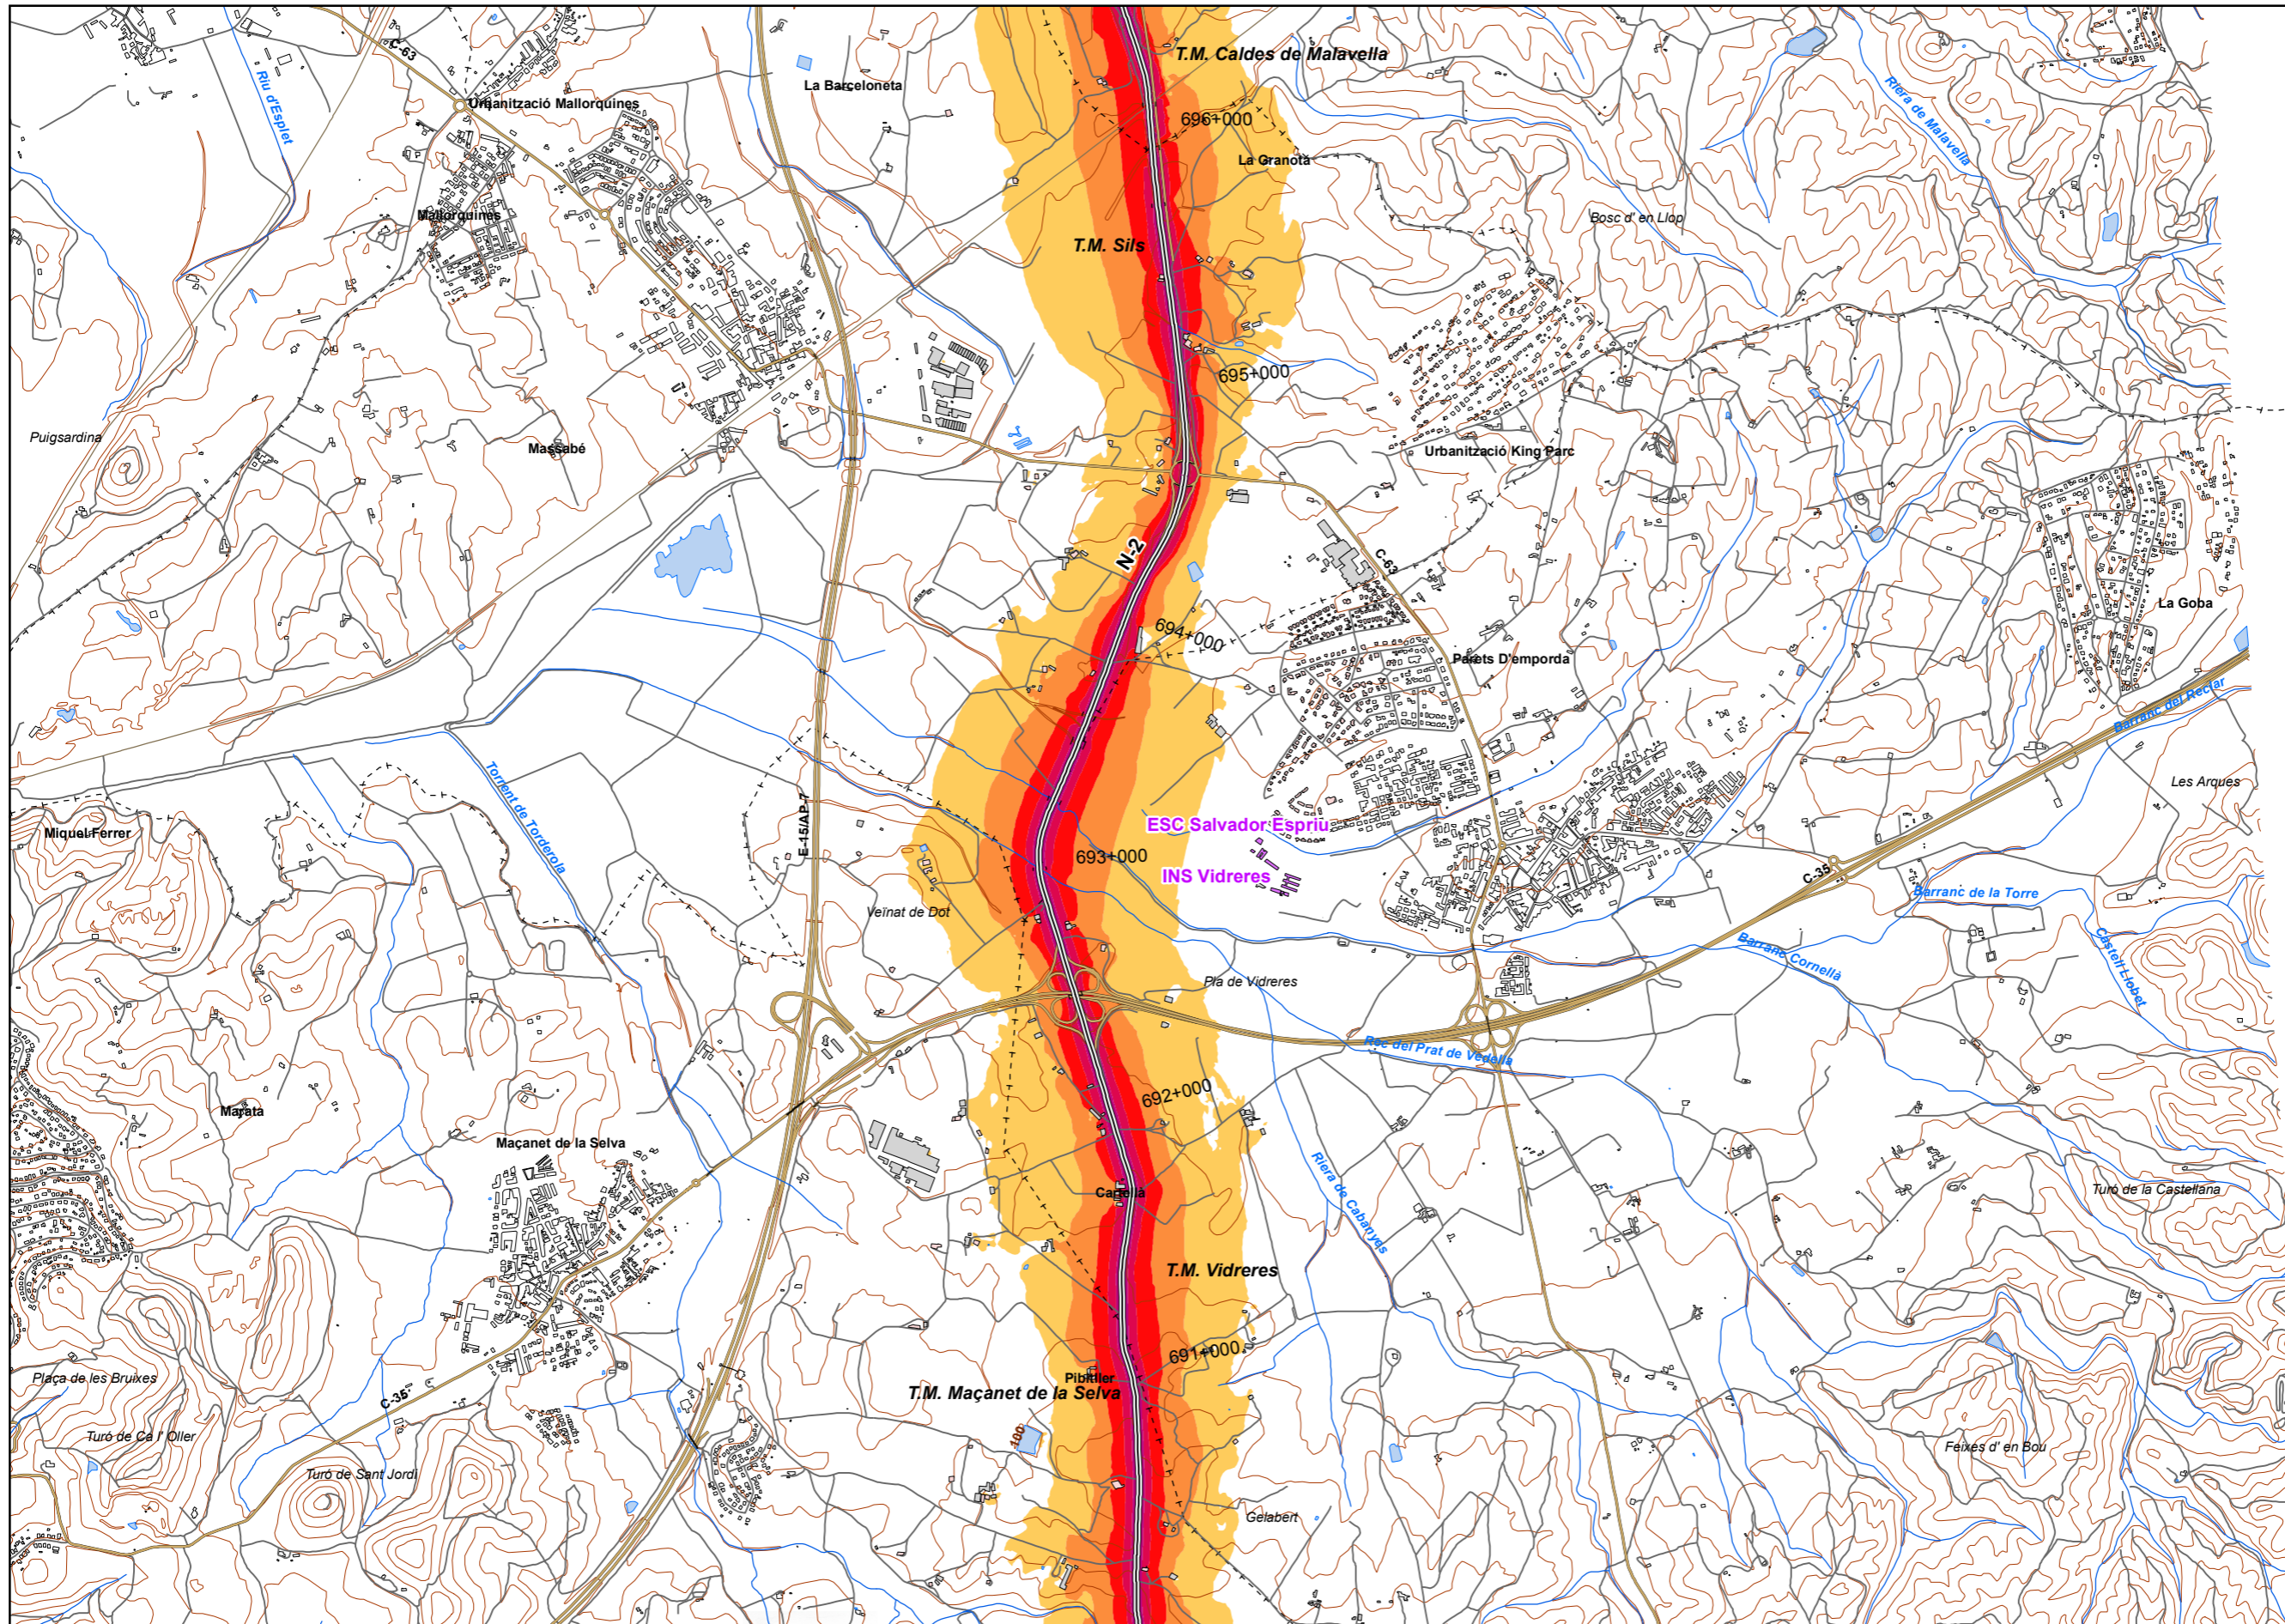 T.M. Caldes de Malavella
C-63
Riu d'Esplet
La Barceloneta
Urbanització Mallorquines
Riera de Malavella
696+000
La Granota
Mallorquines
Bosc d' en Llop
T.M. Sils
695+000
Puigsardina
Massabé
Urbanització King Parc
N-2
C-63
La Goba
694+000
Parets D'emporda
Barranc del Rectar
Torrent de Torderola
Les Arques
E-15/AP-7
Miquel Ferrer
ESC Salvador Espriu
693+000
INS Vidreres
C-35
Barranc de la Torre
Veïnat de Dot
Barranc Cornellà
Castell Llobet
Pla de Vidreres
Rec del Prat de Vedella
692+000
Marata
Maçanet de la Selva
Riera de Cabanyes
Cartellà
Turó de la Castellana
T.M. Vidreres
691+000
Plaça de les Bruixes
Pibitller
T.M. Maçanet de la Selva
C-35
Turó de Ca l' Oller
100
Feixes d' en Bou
Turó de Sant Jordi
Gelabert